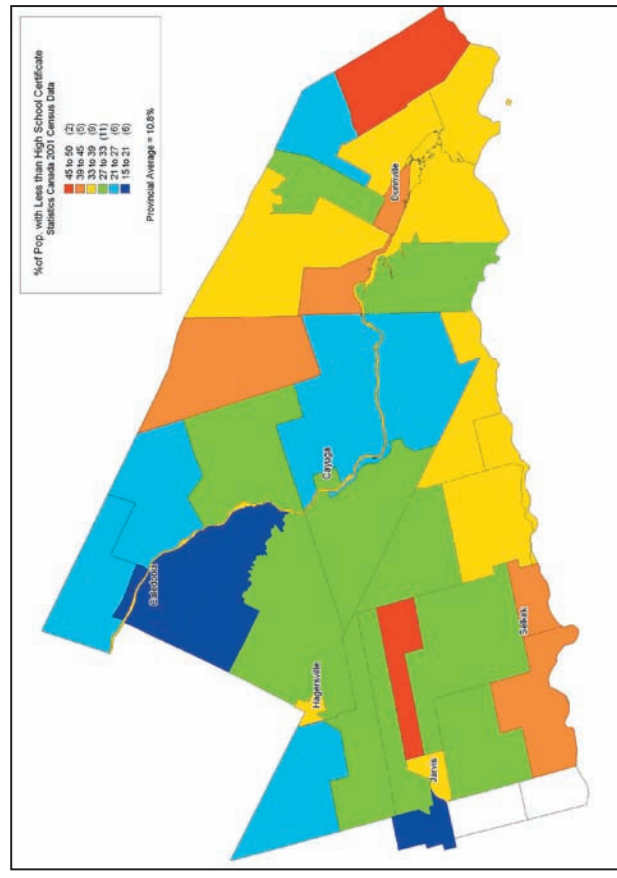 %of Pop. with Less than High School Certificate
Statistics Canada 2001 Census Data
45 to 50 (2)
39 to 45 (5)
33 to 39 (9)
27 to 33 (11)
21 to 27 (6)
15 to 21 (6)
Provincial Average = 10.8%
Caledonia
Hagersville
Cayuga
Dunnville
Jarvis
Selkirk